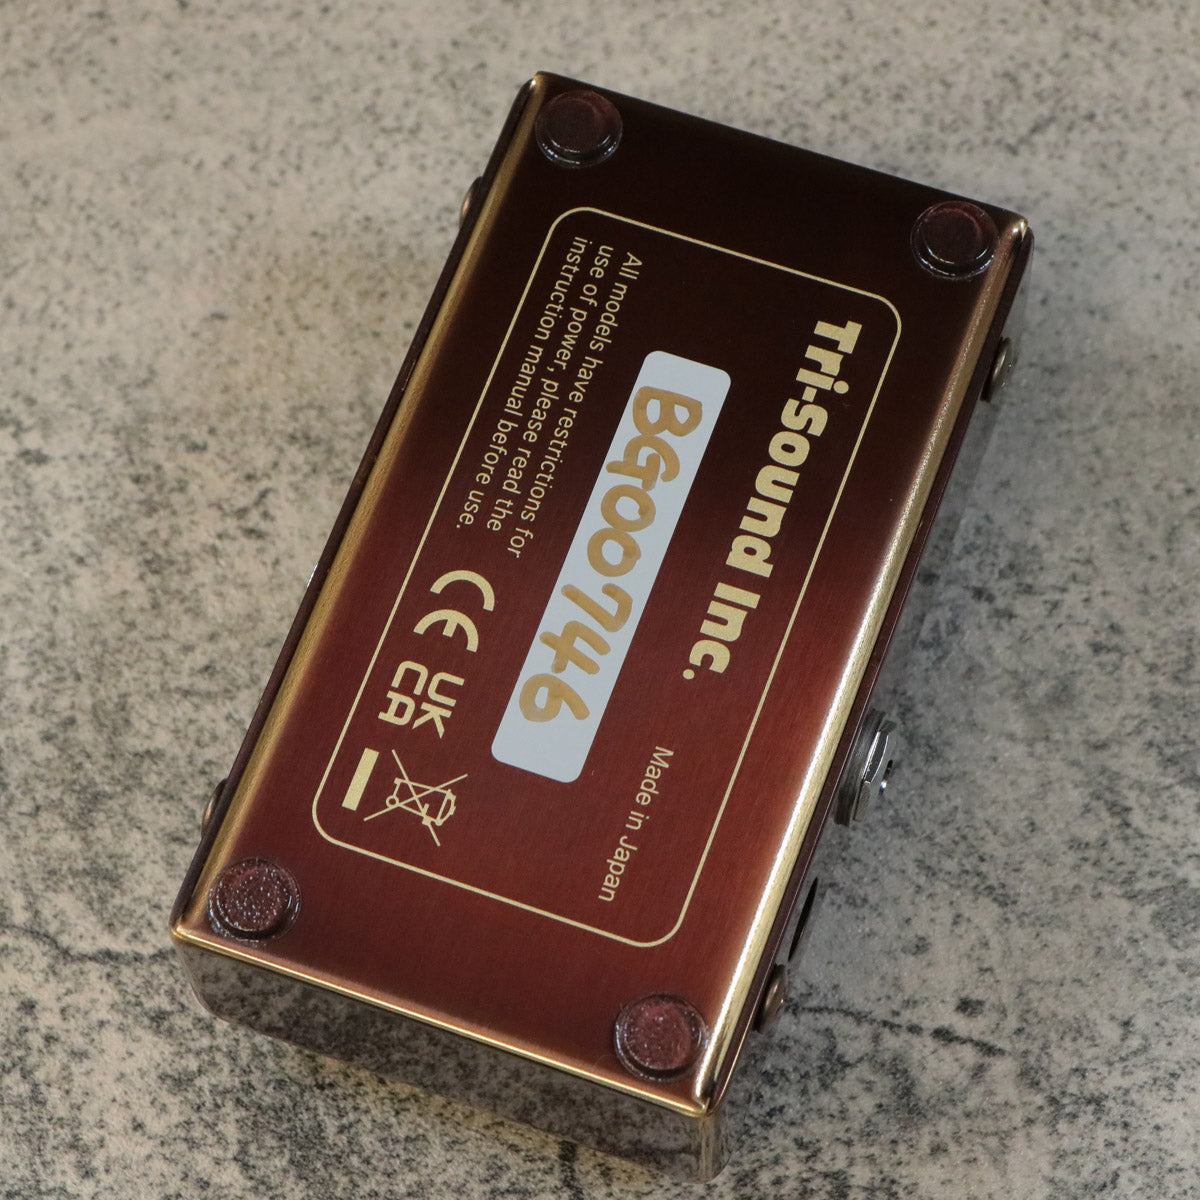 Tri-Sound Inc.
Made in Japan
BG00746
All models have restrictions for
use of power, please read the
instruction manual before use.
CE
UK
CA